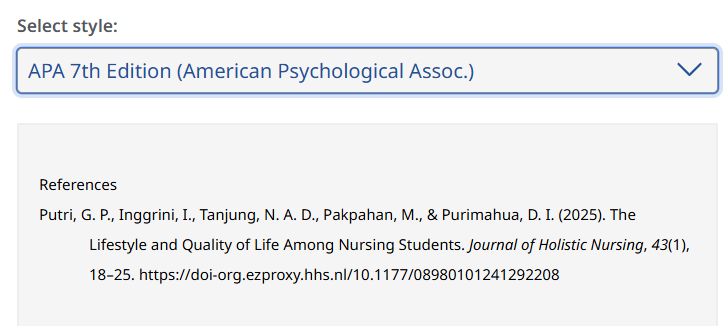 Select style:
APA 7th Edition (American Psychological Assoc.)
References
Putri, G. P., Inggrini, I., Tanjung, N. A. D., Pakpahan, M., & Purimahua, D. I. (2025). The
Lifestyle and Quality of Life Among Nursing Students. Journal of Holistic Nursing, 43(1),
18–25. https://doi-org.ezproxy.hhs.nl/10.1177/08980101241292208